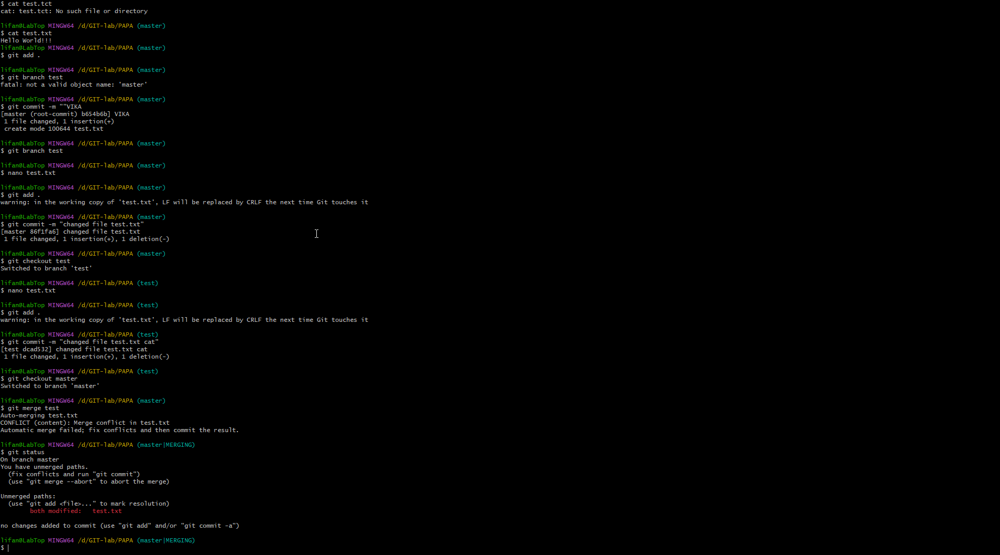 $ cat test.tct
cat: test.tct: No such file or directory
lifan@LabTop MINGW64 /d/GIT-lab/PAPA (master)
$ cat test.txt
Hello World!!!
lifan@LabTop MINGW64 /d/GIT-lab/PAPA (master)
$ git add .
lifan@LabTop MINGW64 /d/GIT-lab/PAPA (master)
$ git branch test
fatal: not a valid object name: 'master'
lifan@LabTop MINGW64 /d/GIT-lab/PAPA (master)
$ git commit -m ""VIKA
[master (root-commit) b654b6b] VIKA
 1 file changed, 1 insertion(+)
 create mode 100644 test.txt
lifan@LabTop MINGW64 /d/GIT-lab/PAPA (master)
$ git branch test
lifan@LabTop MINGW64 /d/GIT-lab/PAPA (master)
$ nano test.txt
lifan@LabTop MINGW64 /d/GIT-lab/PAPA (master)
$ git add .
warning: in the working copy of 'test.txt', LF will be replaced by CRLF the next time Git touches it
lifan@LabTop MINGW64 /d/GIT-lab/PAPA (master)
$ git commit -m "changed file test.txt"
[master 86f1fa6] changed file test.txt
 1 file changed, 1 insertion(+), 1 deletion(-)
lifan@LabTop MINGW64 /d/GIT-lab/PAPA (master)
$ git checkout test
Switched to branch 'test'
lifan@LabTop MINGW64 /d/GIT-lab/PAPA (test)
$ nano test.txt
lifan@LabTop MINGW64 /d/GIT-lab/PAPA (test)
$ git add .
warning: in the working copy of 'test.txt', LF will be replaced by CRLF the next time Git touches it
lifan@LabTop MINGW64 /d/GIT-lab/PAPA (test)
$ git commit -m "changed file test.txt cat"
[test dcad532] changed file test.txt cat
 1 file changed, 1 insertion(+), 1 deletion(-)
lifan@LabTop MINGW64 /d/GIT-lab/PAPA (test)
$ git checkout master
Switched to branch 'master'
lifan@LabTop MINGW64 /d/GIT-lab/PAPA (master)
$ git merge test
Auto-merging test.txt
CONFLICT (content): Merge conflict in test.txt
Automatic merge failed; fix conflicts and then commit the result.
lifan@LabTop MINGW64 /d/GIT-lab/PAPA (master|MERGING)
$ git status
On branch master
You have unmerged paths.
  (fix conflicts and run "git commit")
  (use "git merge --abort" to abort the merge)
Unmerged paths:
  (use "git add <file>..." to mark resolution)
        both modified:   test.txt
no changes added to commit (use "git add" and/or "git commit -a")
lifan@LabTop MINGW64 /d/GIT-lab/PAPA (master|MERGING)
$